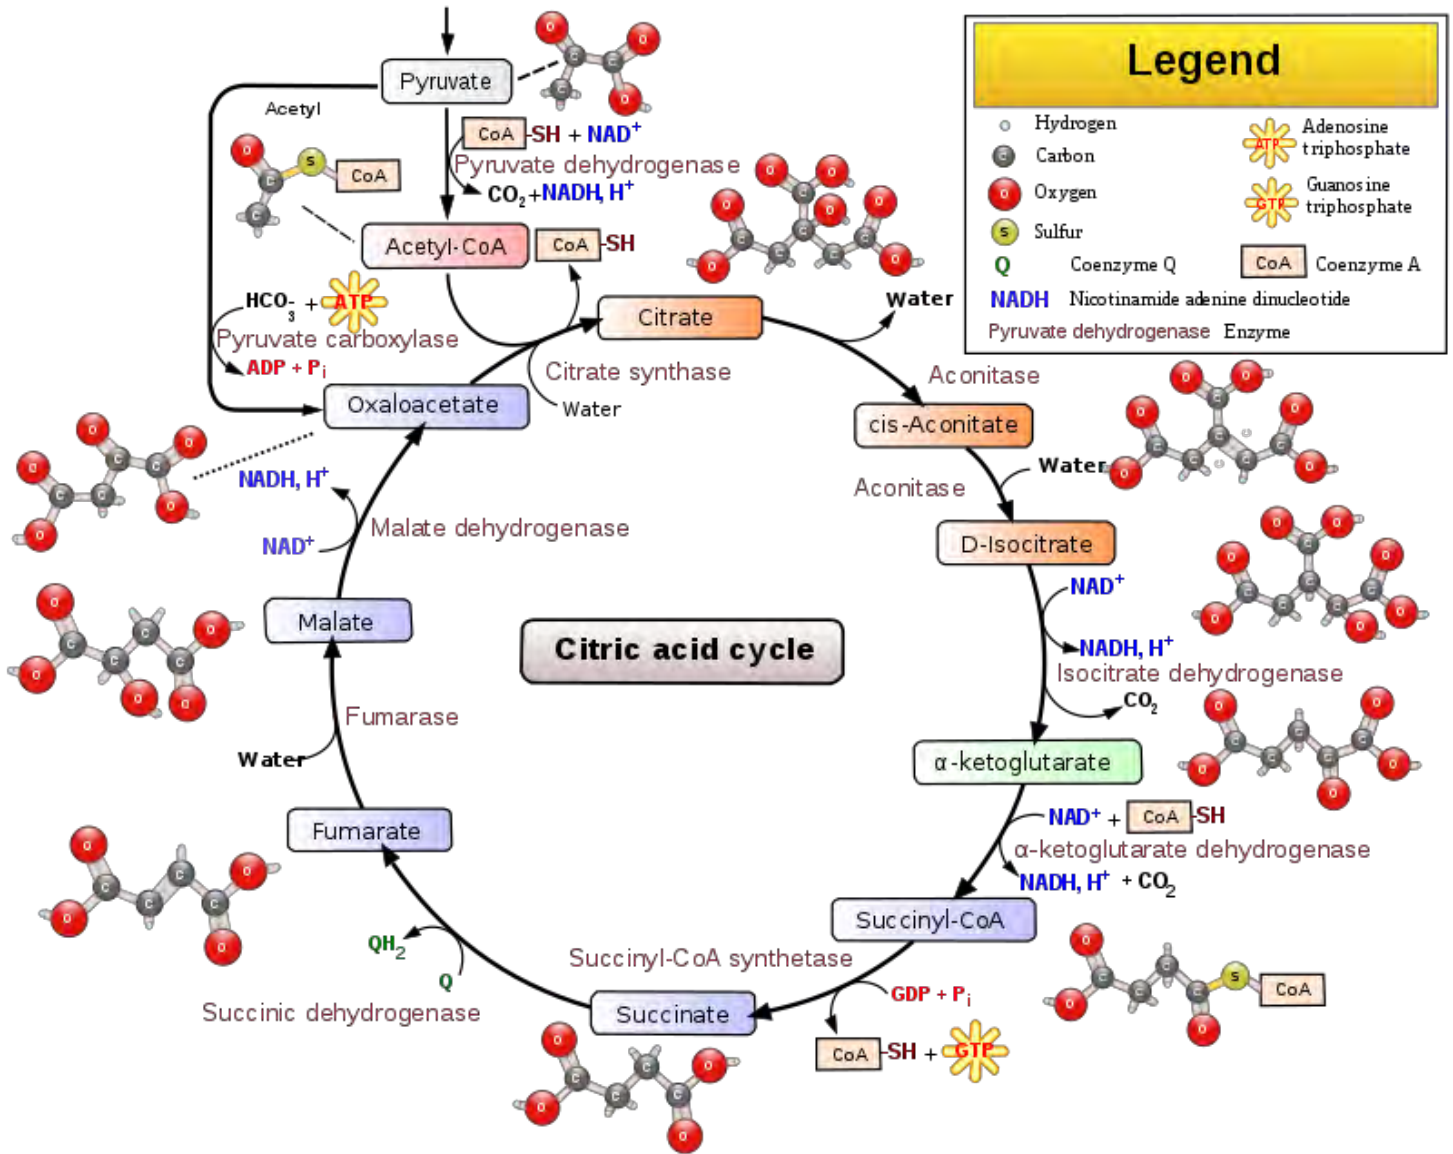 Pyruvate
Acetyl
S
CoA
CoA -SH + NAD+
Pyruvate dehydrogenase
CO2+NADH, H+
Acetyl-CoA
CoA -SH
HCO3- + ATP
Pyruvate carboxylase
ADP + Pi
Citrate
Water
Citrate synthase
Water
Oxaloacetate
Aconitase
cis-Aconitate
Water
Aconitase
D-Isocitrate
NAD+
NADH, H+
Isocitrate dehydrogenase
CO2
α-ketoglutarate
NAD+ + CoA -SH
α-ketoglutarate dehydrogenase
NADH, H+ + CO2
Succinyl-CoA
S
CoA
Succinyl-CoA synthetase
GDP + Pi
CoA -SH + GTP
Succinate
QH2
Q
Succinic dehydrogenase
Fumarate
Water
Fumarase
Malate
NADH, H+
NAD+
Malate dehydrogenase
Citric acid cycle
Legend
Hydrogen
C Carbon
O Oxygen
S Sulfur
Q Coenzyme Q
NADH Nicotinamide adenine dinucleotide
Pyruvate dehydrogenase Enzyme
ATP Adenosine
triphosphate
GTP Guanosine
triphosphate
CoA Coenzyme A